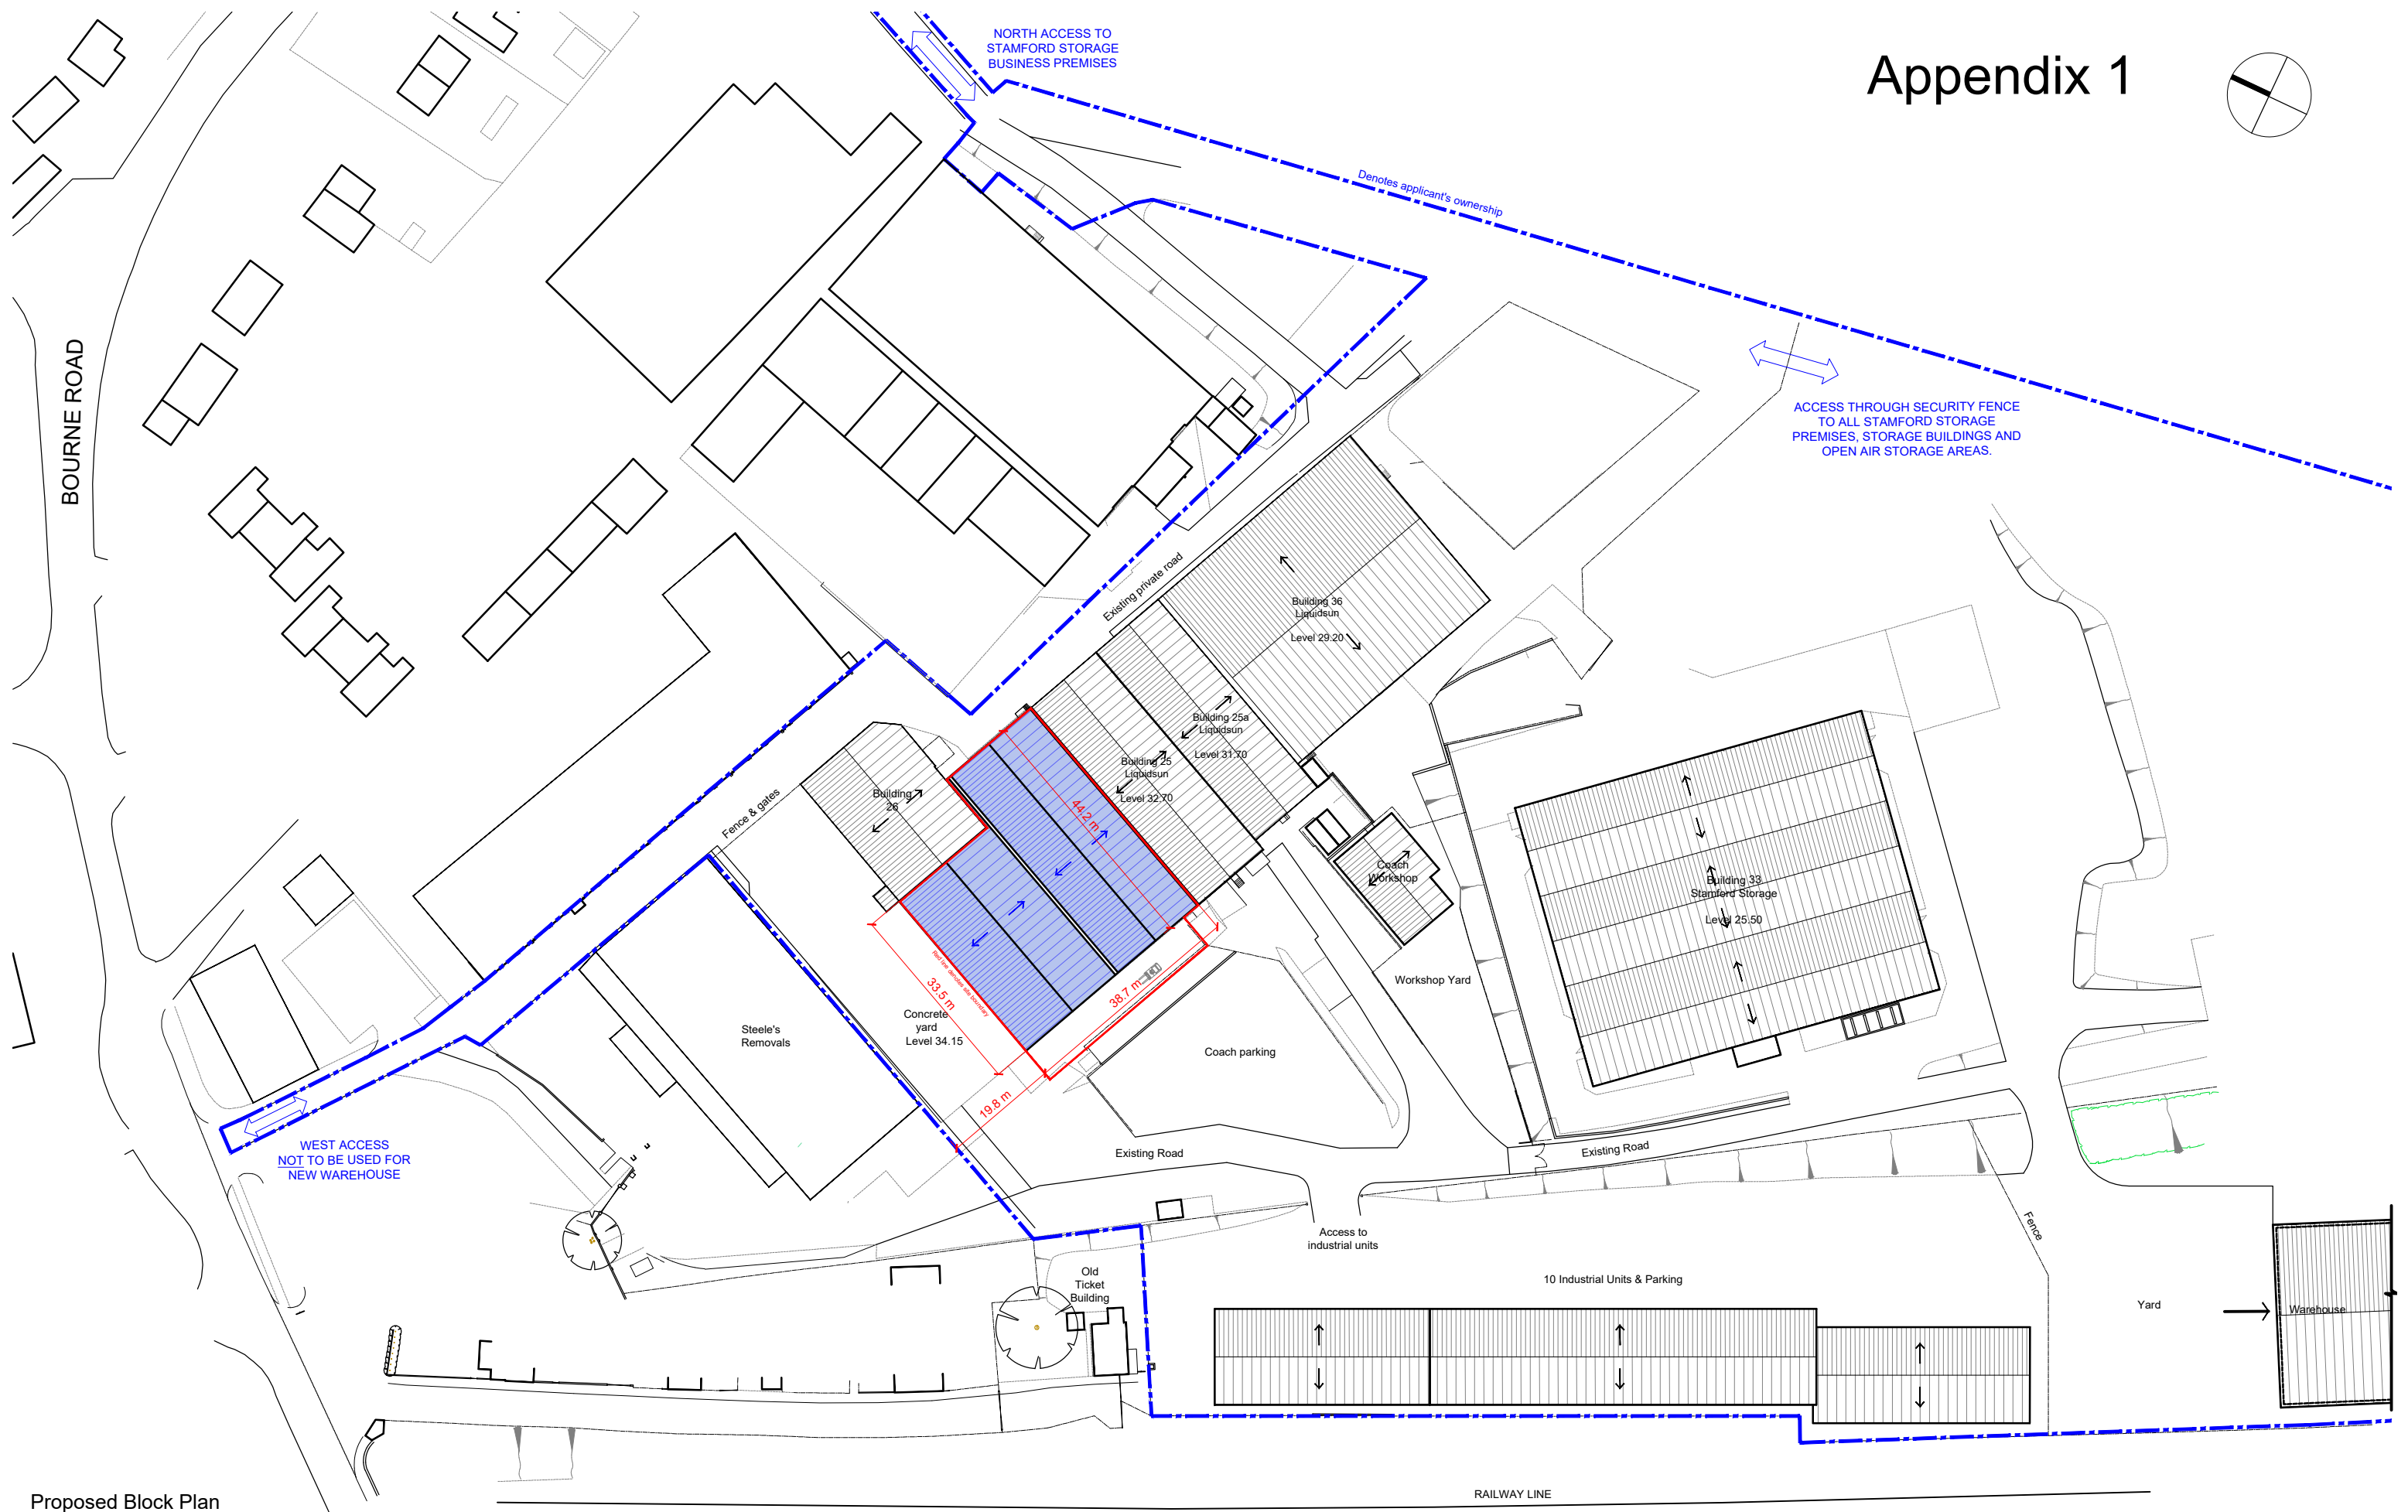 Appendix 1
NORTH ACCESS TO
STAMFORD STORAGE
BUSINESS PREMISES
Denotes applicant's ownership
ACCESS THROUGH SECURITY FENCE
TO ALL STAMFORD STORAGE
PREMISES, STORAGE BUILDINGS AND
OPEN AIR STORAGE AREAS.
BOURNE ROAD
Existing private road
Building 36
Liquidsun
Level 29.20
Building 25a
Liquidsun
Level 31.70
Building 25
Liquidsun
Level 32.70
Building
26
Fence & gates
44.2 m
Coach
Workshop
Building 33
Stamford Storage
Level 25.50
Red line denotes site boundary
33.5 m
38.7 m
19.8 m
Workshop Yard
Concrete
yard
Level 34.15
Steele's
Removals
Coach parking
WEST ACCESS
NOT TO BE USED FOR
NEW WAREHOUSE
Existing Road
Existing Road
Access to
industrial units
Fence
Old
Ticket
Building
10 Industrial Units & Parking
Yard
Warehouse
RAILWAY LINE
Proposed Block Plan